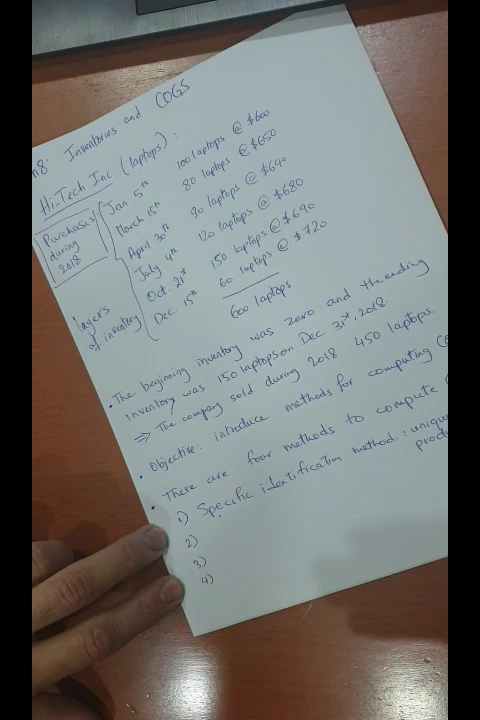 n8: Inventories and COGS
Hi-Tech Inc (laptops):
Purchases: during 2018
Jan 5th 100 laptops @ $600
March 15th 80 laptops @ $650
April 30th 90 laptops @ $640
July 4th 120 laptops @ $680
Oct. 21st 150 laptops @ $690
Dec. 15th 60 laptops @ $720
600 laptops
layers of inventory
• The beginning inventory was zero and the ending
inventory was 150 laptops on Dec 31st, 2018
⇒ The company sold during 2018 450 laptops.
• Objective: introduce methods for computing
• There are four methods to compute
1) Specific identification method: unique
produ
2)
3)
4)